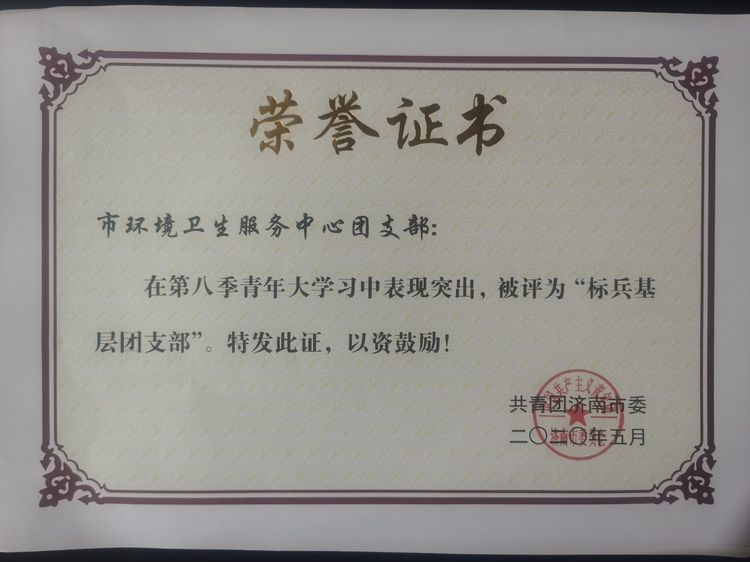 荣誉证书
市环境卫生服务中心团支部：
在第八季青年大学习中表现突出，被评为“标兵基
层团支部”。特发此证，以资鼓励！
共青团济南市委
二〇二〇年五月